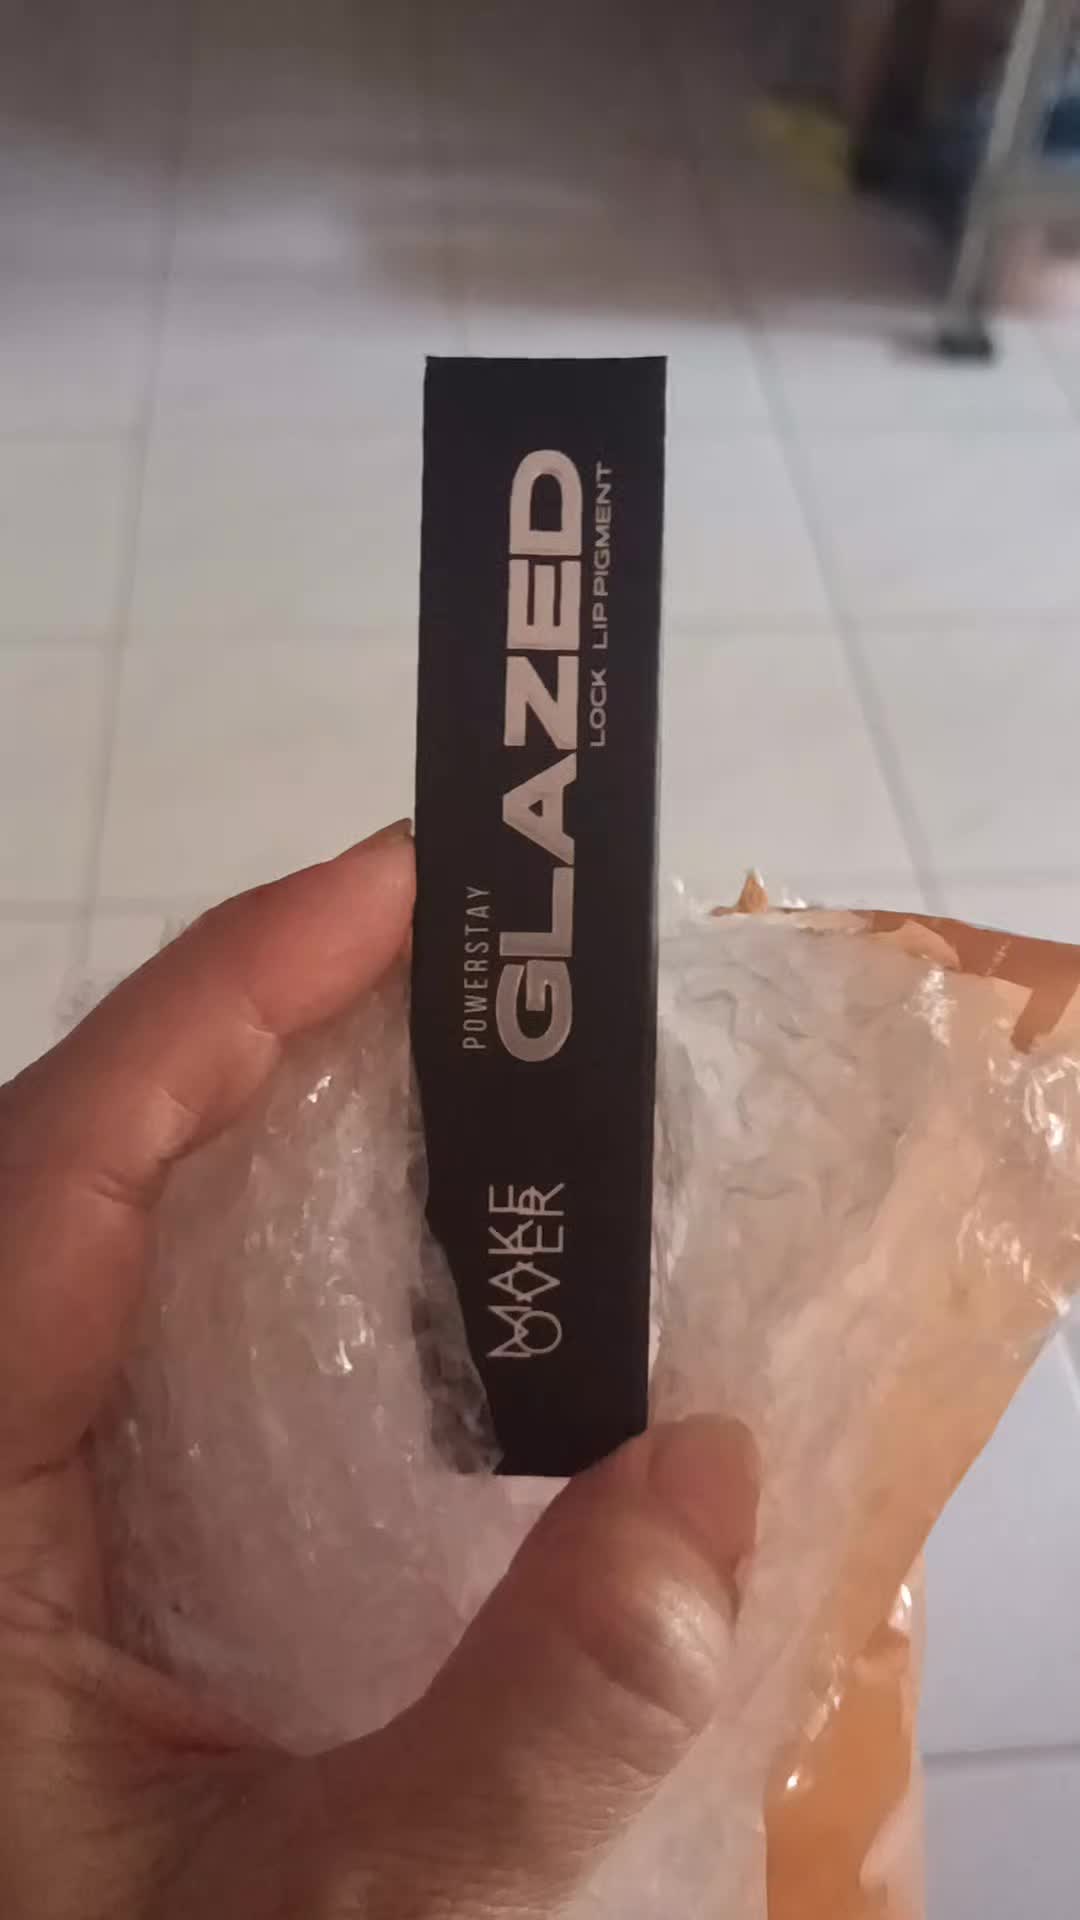 MAKE
OVER
POWERSTAY
GLAZED
LOCK LIP PIGMENT